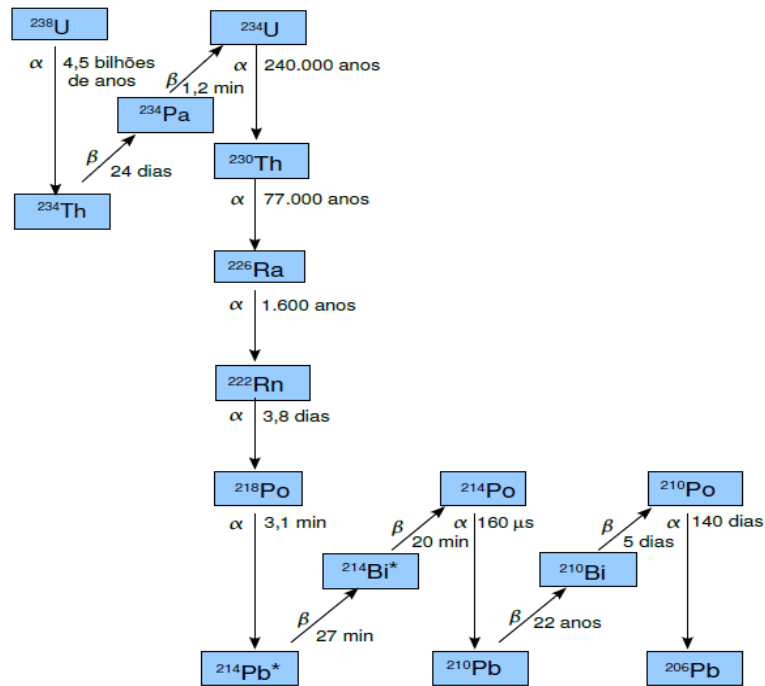 ²³⁸U
²³⁴U
α 4,5 bilhões
de anos
β 1,2 min
α 240.000 anos
²³⁴Pa
β 24 dias
²³⁰Th
²³⁴Th
α 77.000 anos
²²⁶Ra
α 1.600 anos
²²²Rn
α 3,8 dias
²¹⁸Po
²¹⁴Po
²¹⁰Po
α 3,1 min
β 20 min
α 160 µs
β 5 dias
α 140 dias
²¹⁴Bi*
²¹⁰Bi
β 27 min
β 22 anos
²¹⁴Pb*
²¹⁰Pb
²⁰⁶Pb